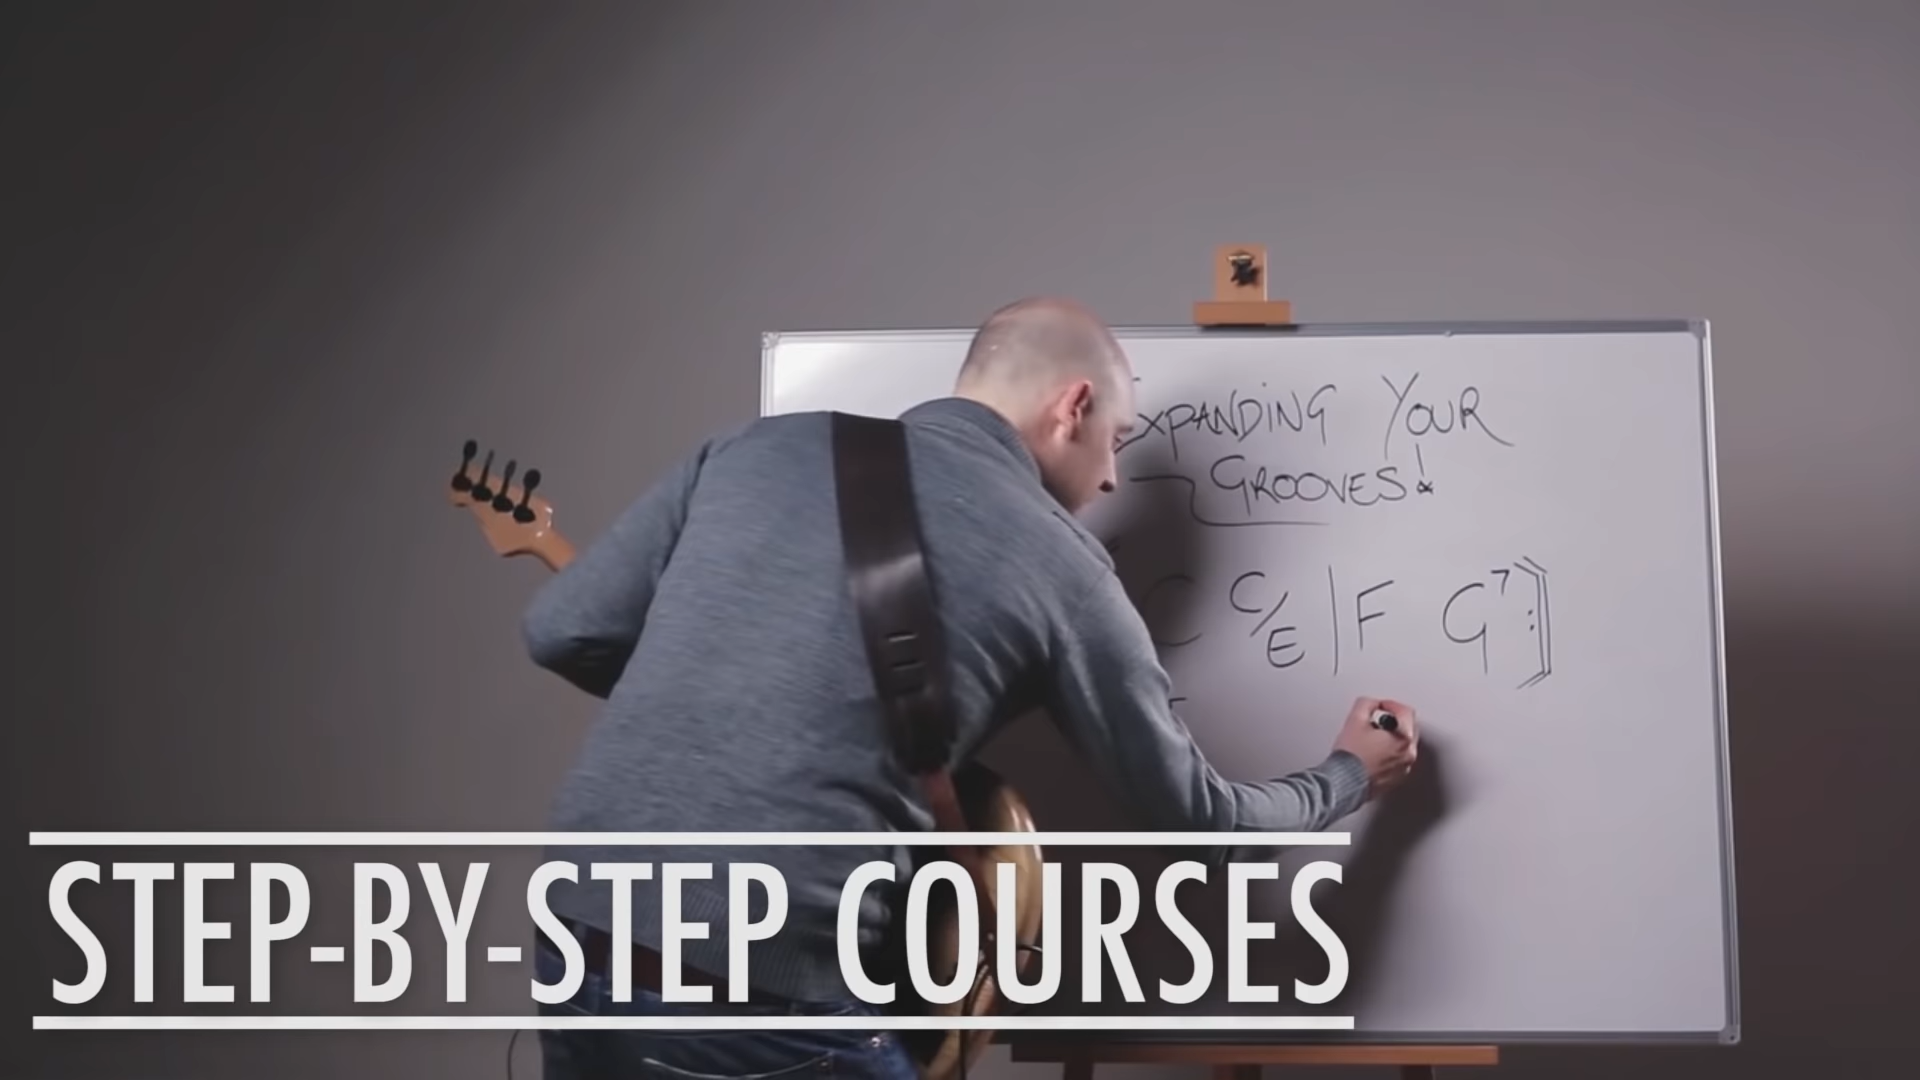 EXPANDING YOUR
GROOVES!
C C/E | F G7 :||
STEP-BY-STEP COURSES